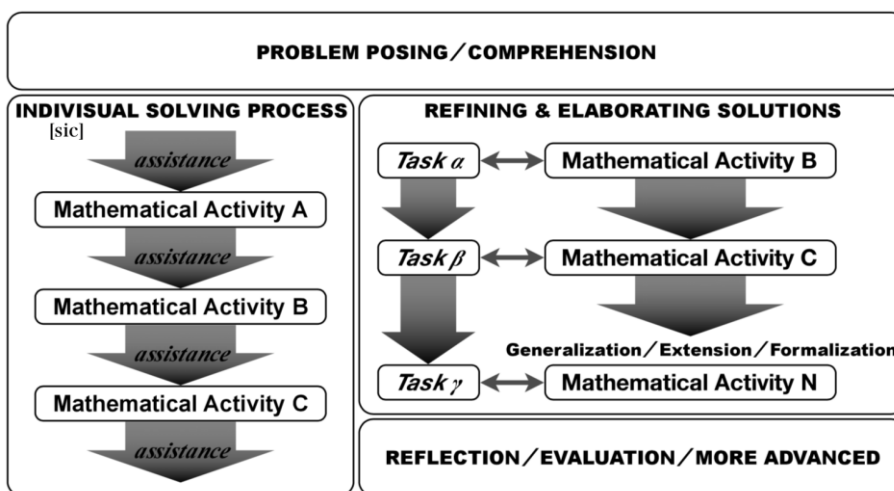 PROBLEM POSING/COMPREHENSION
INDIVISUAL SOLVING PROCESS
[sic]
assistance
Mathematical Activity A
assistance
Mathematical Activity B
assistance
Mathematical Activity C
assistance
REFINING & ELABORATING SOLUTIONS
Task α
Mathematical Activity B
Task β
Mathematical Activity C
Generalization/Extension/Formalization
Task γ
Mathematical Activity N
REFLECTION/EVALUATION/MORE ADVANCED